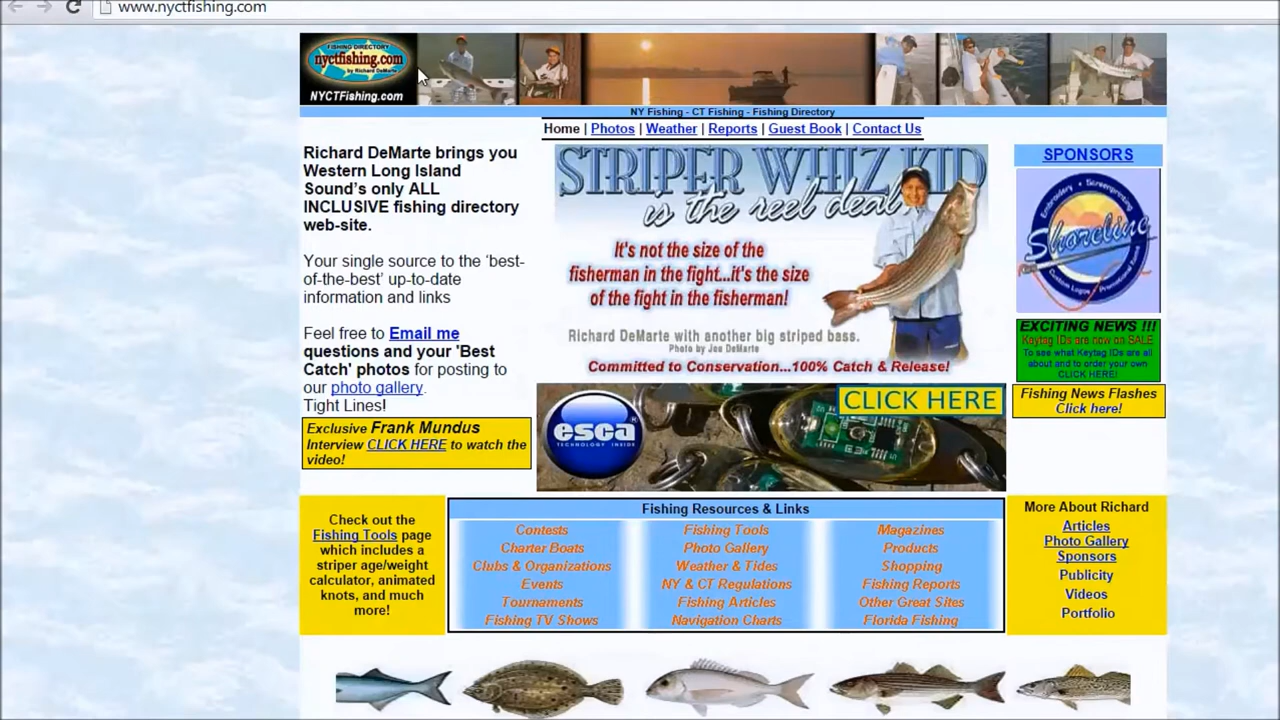 www.nyctfishing.com
FISHING DIRECTORY
nyctfishing.com
by Richard DeMarte
NYCTFishing.com
NY Fishing - CT Fishing - Fishing Directory
Home | Photos | Weather | Reports | Guest Book | Contact Us
Richard DeMarte brings you
Western Long Island
Sound's only ALL
INCLUSIVE fishing directory
web-site.
Your single source to the ‘best-
of-the-best’ up-to-date
information and links
Feel free to Email me
questions and your 'Best
Catch' photos for posting to
our photo gallery.
Tight Lines!
Exclusive Frank Mundus
Interview CLICK HERE to watch the
video!
STRIPER WHIZ KID
is the reel deal
It's not the size of the
fisherman in the fight...it's the size
of the fight in the fisherman!
Richard DeMarte with another big striped bass.
Photo by Joe DeMarte
Committed to Conservation...100% Catch & Release!
CLICK HERE
esca
TECHNOLOGY INSIDE
SPONSORS
Embroidery • Screenprinting
Shoreline
Custom Logos • Promotional Items
EXCITING NEWS !!!
Keytag IDs are now on SALE
To see what Keytag IDs are all
about and to order your own
CLICK HERE!
Fishing News Flashes
Click here!
Check out the
Fishing Tools page
which includes a
striper age/weight
calculator, animated
knots, and much
more!
Fishing Resources & Links
Contests
Charter Boats
Clubs & Organizations
Events
Tournaments
Fishing TV Shows
Fishing Tools
Photo Gallery
Weather & Tides
NY & CT Regulations
Fishing Articles
Navigation Charts
Magazines
Products
Shopping
Fishing Reports
Other Great Sites
Florida Fishing
More About Richard
Articles
Photo Gallery
Sponsors
Publicity
Videos
Portfolio